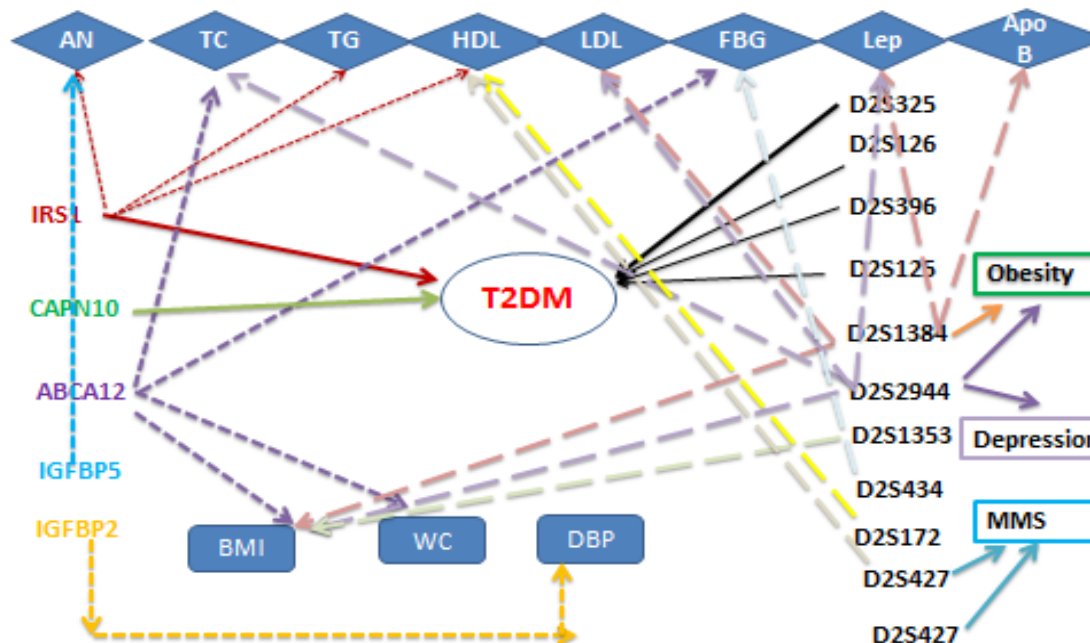 AN
TC
TG
HDL
LDL
FBG
Lep
Apo
B
D2S325
D2S126
D2S396
D2S125
D2S1384
D2S2944
D2S1353
D2S434
D2S172
D2S427
D2S427
IRS1
CAPN10
ABCA12
IGFBP5
IGFBP2
T2DM
Obesity
Depression
MMS
BMI
WC
DBP